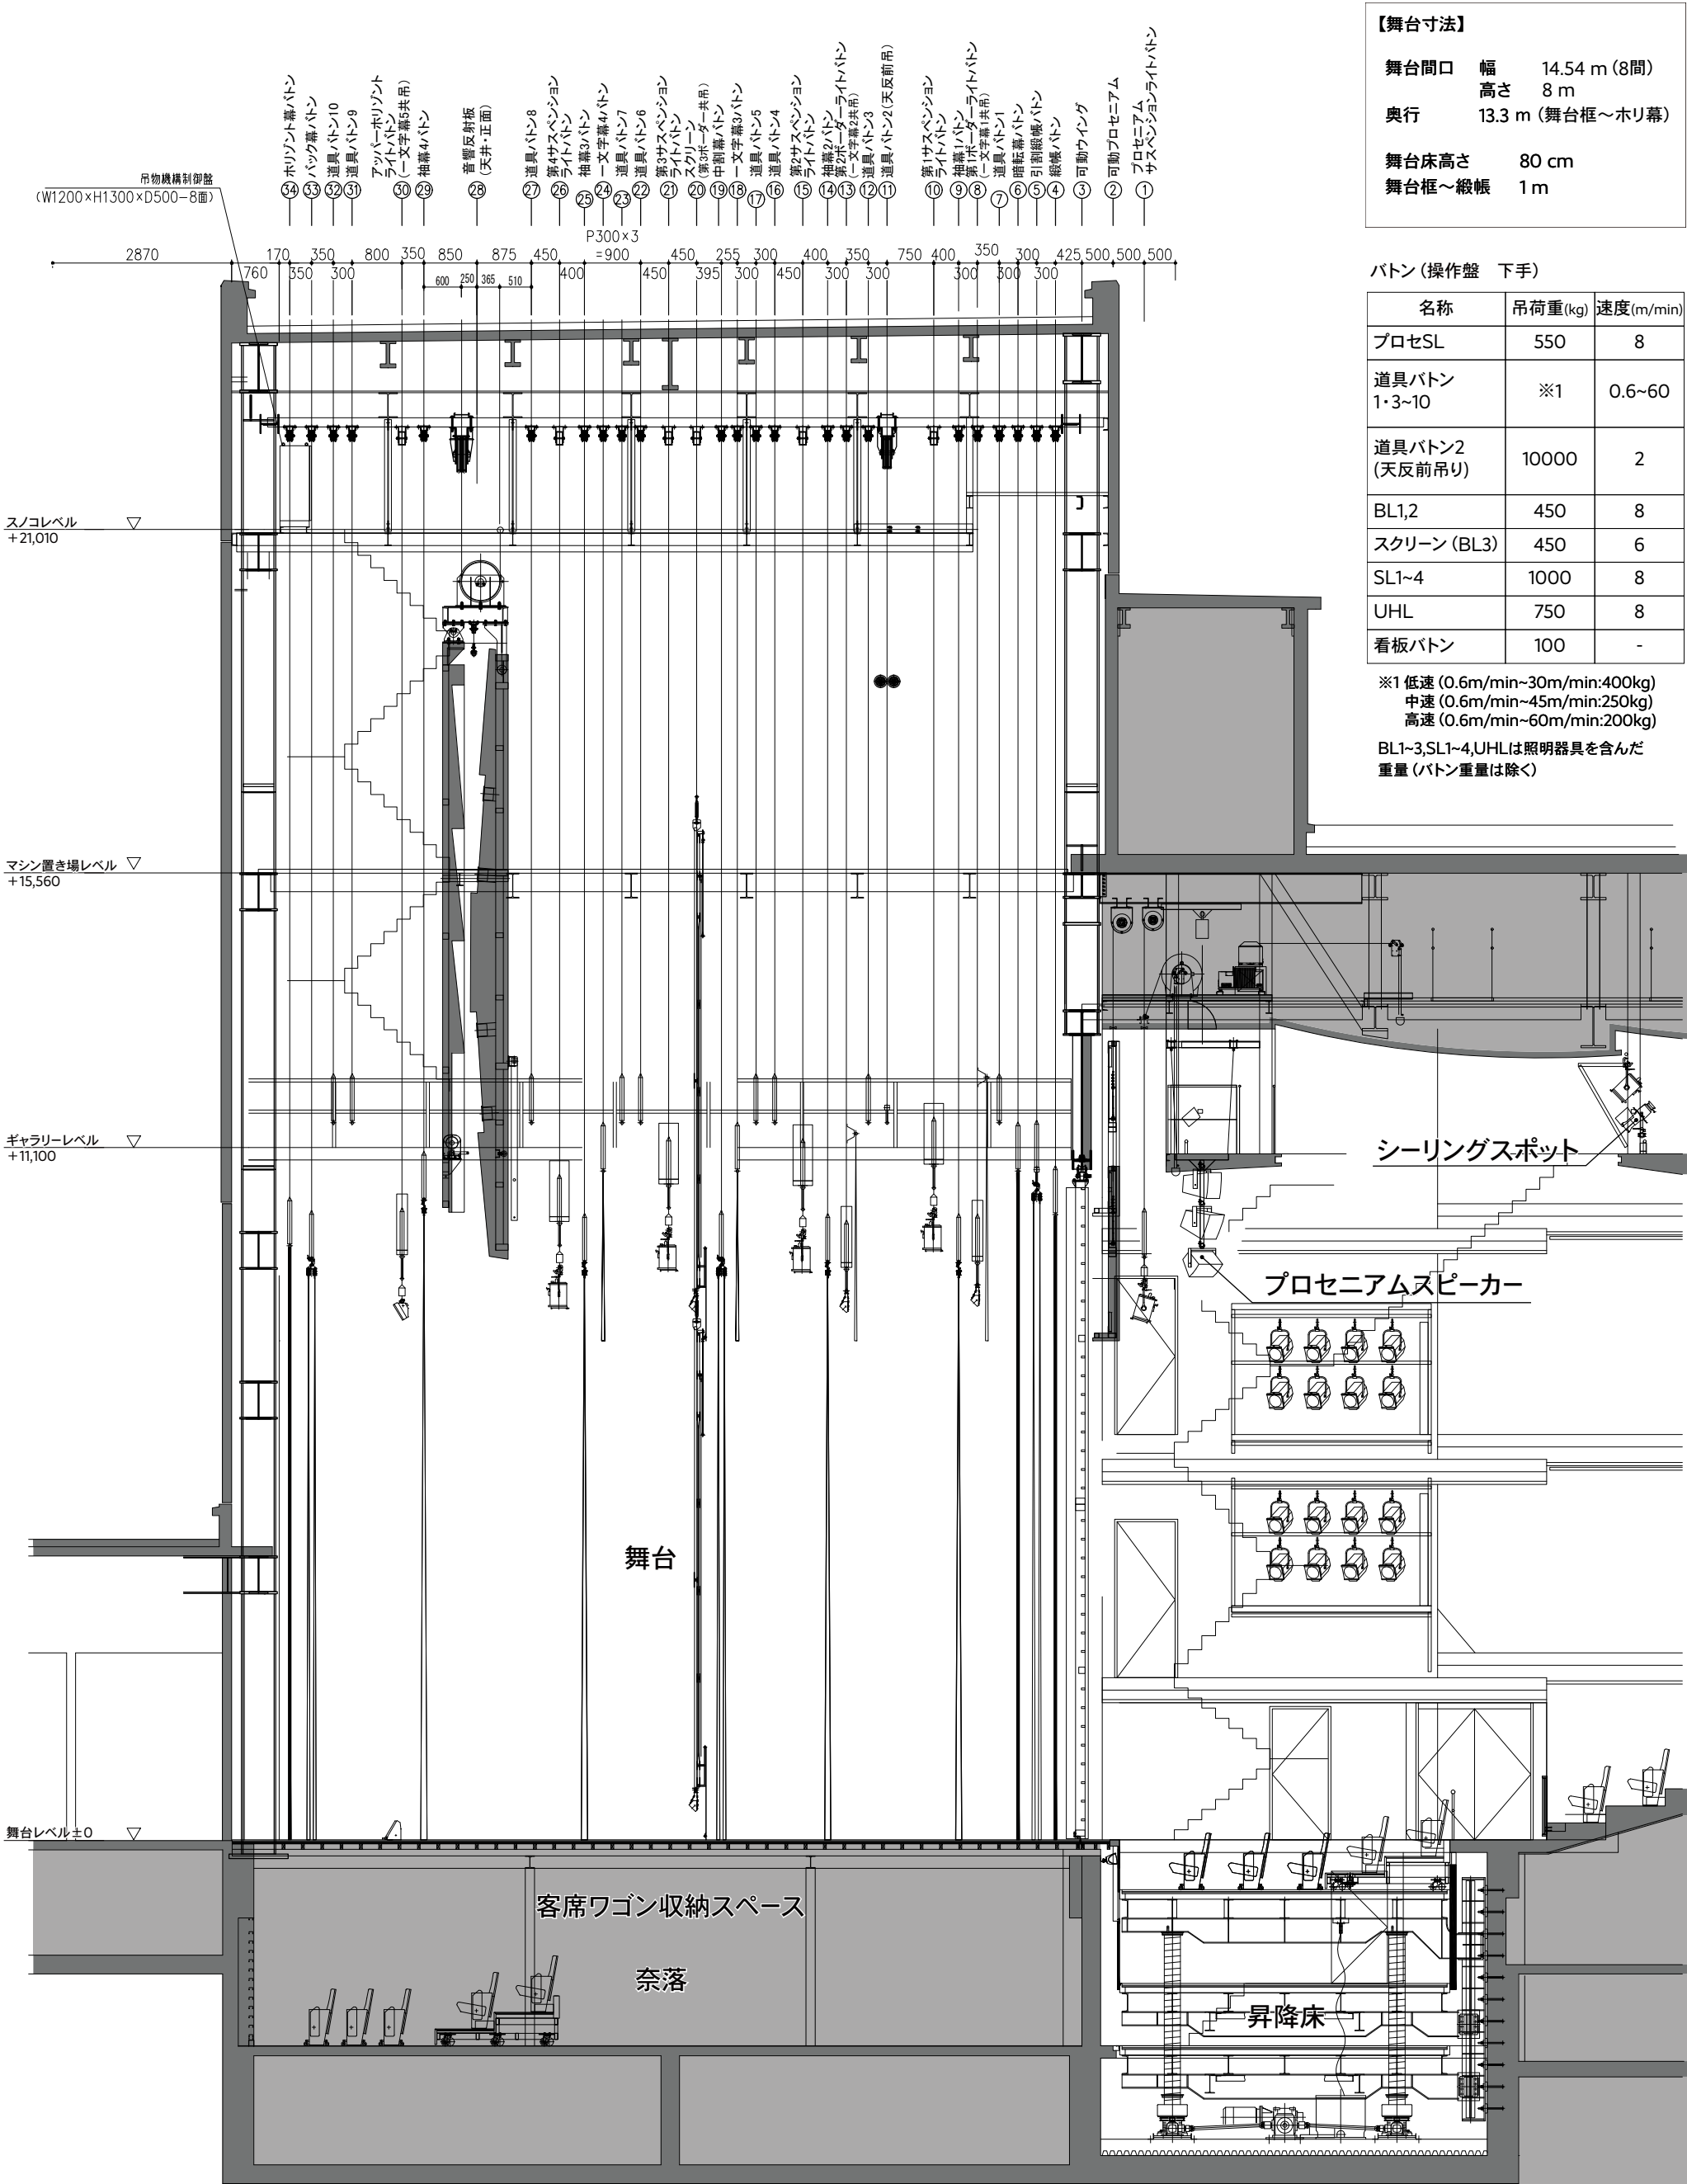 【舞台寸法】
舞台間口 幅 14.54 m (8間)
高さ 8 m
奥行 13.3 m (舞台框～ホリ幕)
舞台床高さ 80 cm
舞台框～緞帳 1 m
バトン (操作盤 下手)
名称 吊荷重(kg) 速度(m/min)
プロセSL 550 8
道具バトン
1・3~10 ※1 0.6~60
道具バトン2
(天反前吊り) 10000 2
BL1,2 450 8
スクリーン (BL3) 450 6
SL1~4 1000 8
UHL 750 8
看板バトン 100 -
※1 低速 (0.6m/min~30m/min:400kg)
中速 (0.6m/min~45m/min:250kg)
高速 (0.6m/min~60m/min:200kg)
BL1~3,SL1~4,UHLは照明器具を含んだ
重量 (バトン重量は除く)
吊物機構制御盤
(W1200×H1300×D500−8面)
ホリゾント幕バトン
㉞
バック幕バトン
㉝
道具バトン10
㉜
道具バトン9
㉛
アッパーホリゾント
ライトバトン
(一文字幕5共吊)
㉚
袖幕4バトン
㉙
音響反射板
(天井・正面)
㉘
道具バトン8
㉗
第4サスペンション
ライトバトン
㉖
袖幕3バトン
㉕
一文字幕4バトン
㉔
道具バトン7
㉓
道具バトン6
㉒
第3サスペンション
ライトバトン
㉑
スクリーン
(第3ボーダー共吊)
⑳
中割幕バトン
⑲
一文字幕3バトン
⑱
道具バトン5
⑰
道具バトン4
⑯
第2サスペンション
ライトバトン
⑮
袖幕2バトン
⑭
第2ボーダーライトバトン
(一文字幕2共吊)
⑬
道具バトン3
⑫
道具バトン2(天反前吊)
⑪
第1サスペンション
ライトバトン
⑩
袖幕1バトン
⑨
第1ボーダーライトバトン
(一文字幕1共吊)
⑧
道具バトン1
⑦
暗転幕バトン
⑥
引割緞帳バトン
⑤
緞帳バトン
④
可動ウイング
③
可動プロセニアム
②
プロセニアム
サスペンションライトバトン
①
P300×3
=900
2870 170 350 800 350 850 875 450 450 255 300 400 350 750 400 350 300 425 500 500 500
760 350 300 400 450 395 300 450 300 300 300 300 300
600 250 365 510
スノコレベル
+21,010
マシン置き場レベル
+15,560
ギャラリーレベル
+11,100
シーリングスポット
プロセニアムスピーカー
舞台
舞台レベル±0
客席ワゴン収納スペース
奈落
昇降床